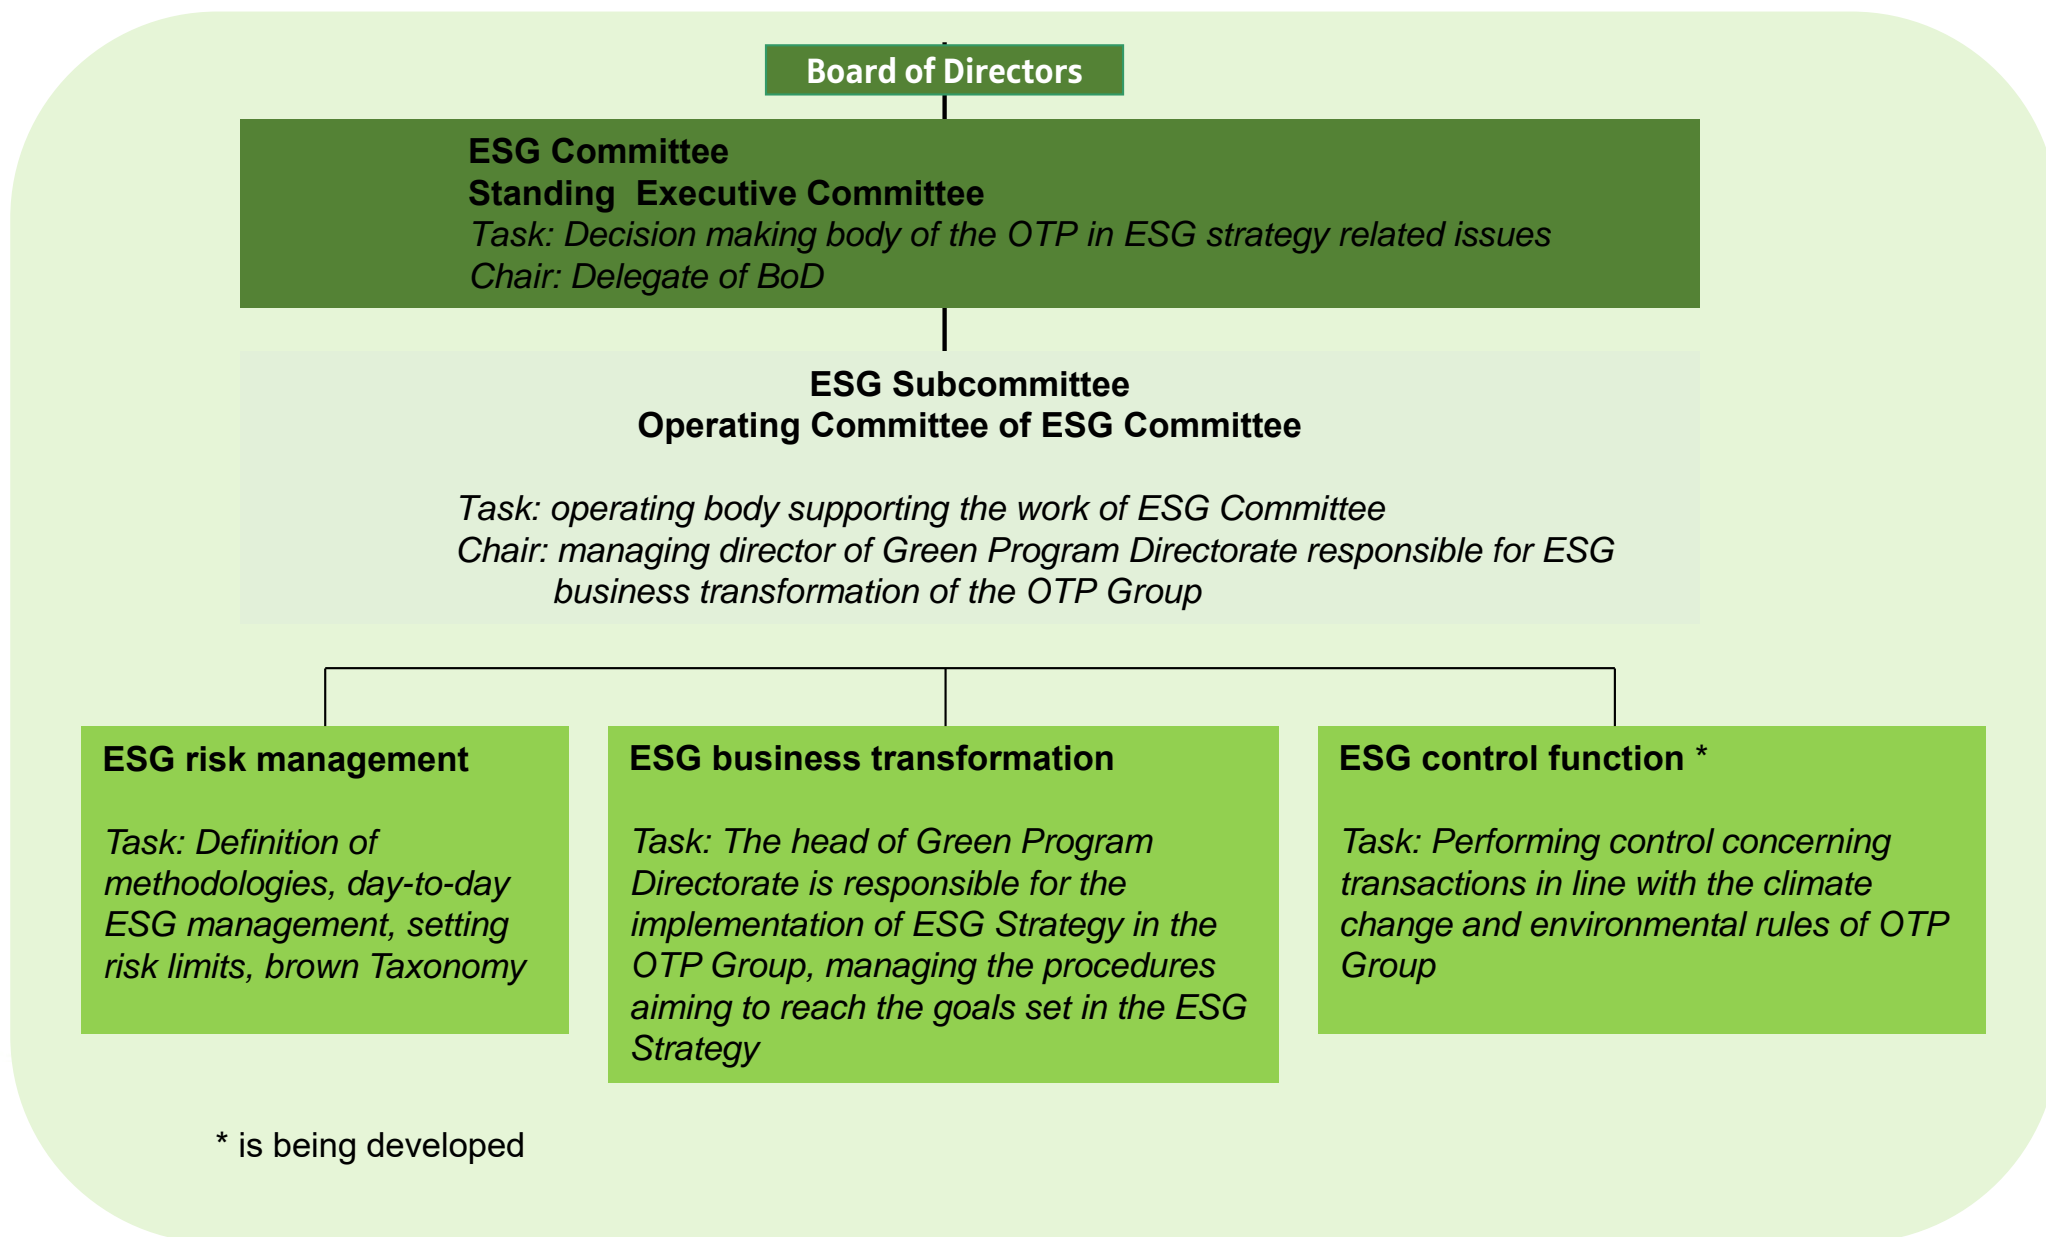 Board of Directors
ESG Committee
Standing  Executive Committee
Task: Decision making body of the OTP in ESG strategy related issues
Chair: Delegate of BoD
ESG Subcommittee
Operating Committee of ESG Committee
Task: operating body supporting the work of ESG Committee
Chair: managing director of Green Program Directorate responsible for ESG
business transformation of the OTP Group
ESG risk management
Task: Definition of
methodologies, day-to-day
ESG management, setting
risk limits, brown Taxonomy
ESG business transformation
Task: The head of Green Program
Directorate is responsible for the
implementation of ESG Strategy in the
OTP Group, managing the procedures
aiming to reach the goals set in the ESG
Strategy
ESG control function *
Task: Performing control concerning
transactions in line with the climate
change and environmental rules of OTP
Group
* is being developed